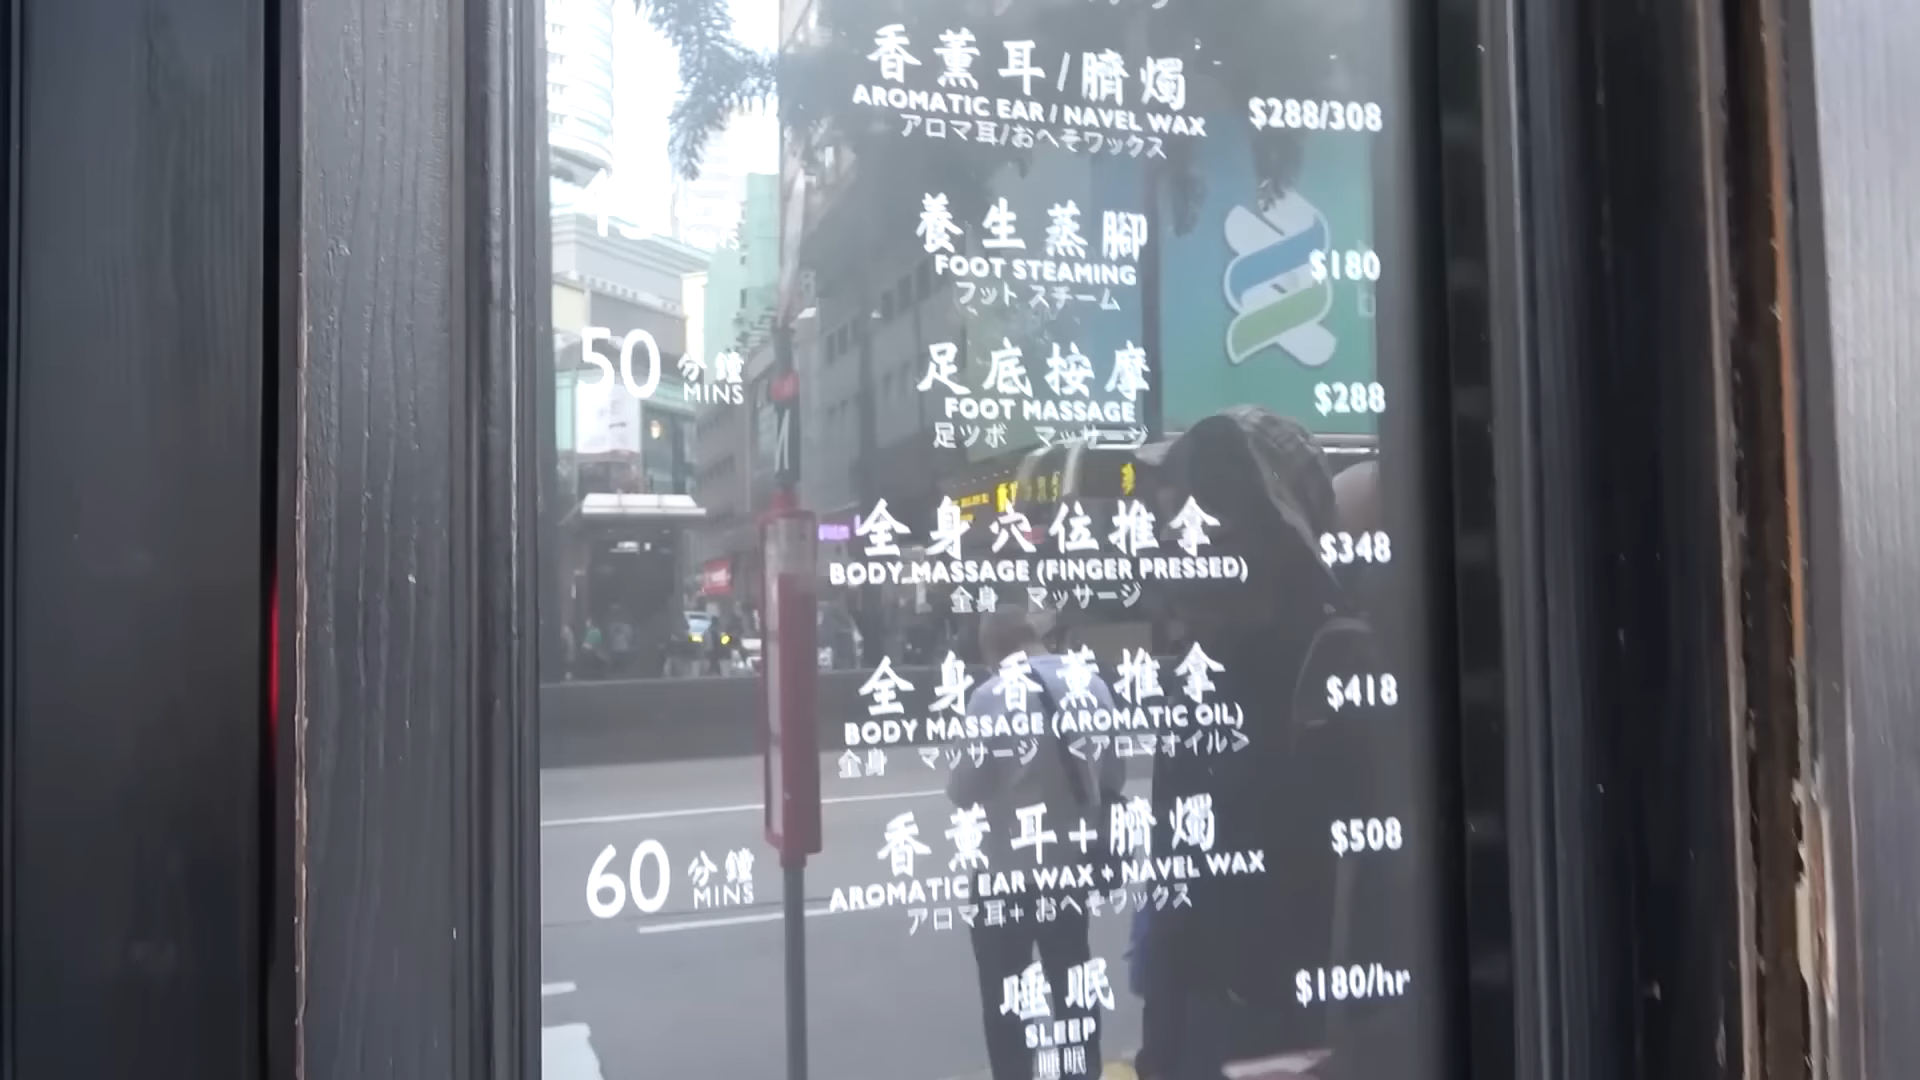 香薰耳/臍燭
AROMATIC EAR / NAVEL WAX
$288/308
アロマ耳/おへそワックス
養生蒸腳
FOOT STEAMING
$180
フット スチーム
50 分鐘
MINS
足底按摩
FOOT MASSAGE
$288
足ツボ マッサージ
全身穴位推拿
BODY MASSAGE (FINGER PRESSED)
$348
全身 マッサージ
全身香薰推拿
BODY MASSAGE (AROMATIC OIL)
$418
全身 マッサージ <アロマオイル>
60 分鐘
MINS
香薰耳+臍燭
AROMATIC EAR WAX + NAVEL WAX
$508
アロマ耳+ おへそワックス
睡眠
SLEEP
$180/hr
睡眠